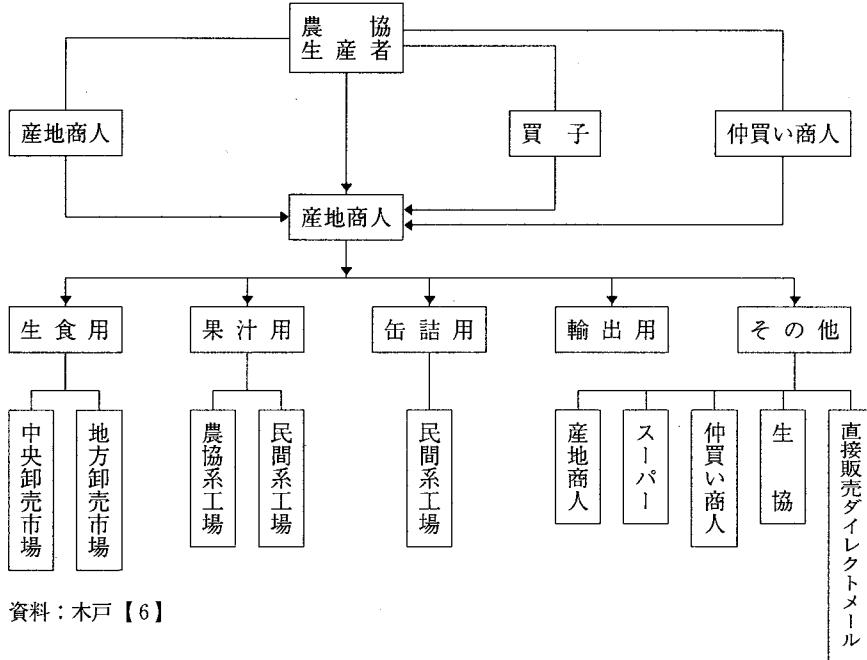 農協
生産者
産地商人
買子
仲買い商人
産地商人
生食用
果汁用
缶詰用
輸出用
その他
中央卸売市場
地方卸売市場
農協系工場
民間系工場
民間系工場
産地商人
スーパー
仲買い商人
生協
直接販売ダイレクトメール
資料：木戸【6】